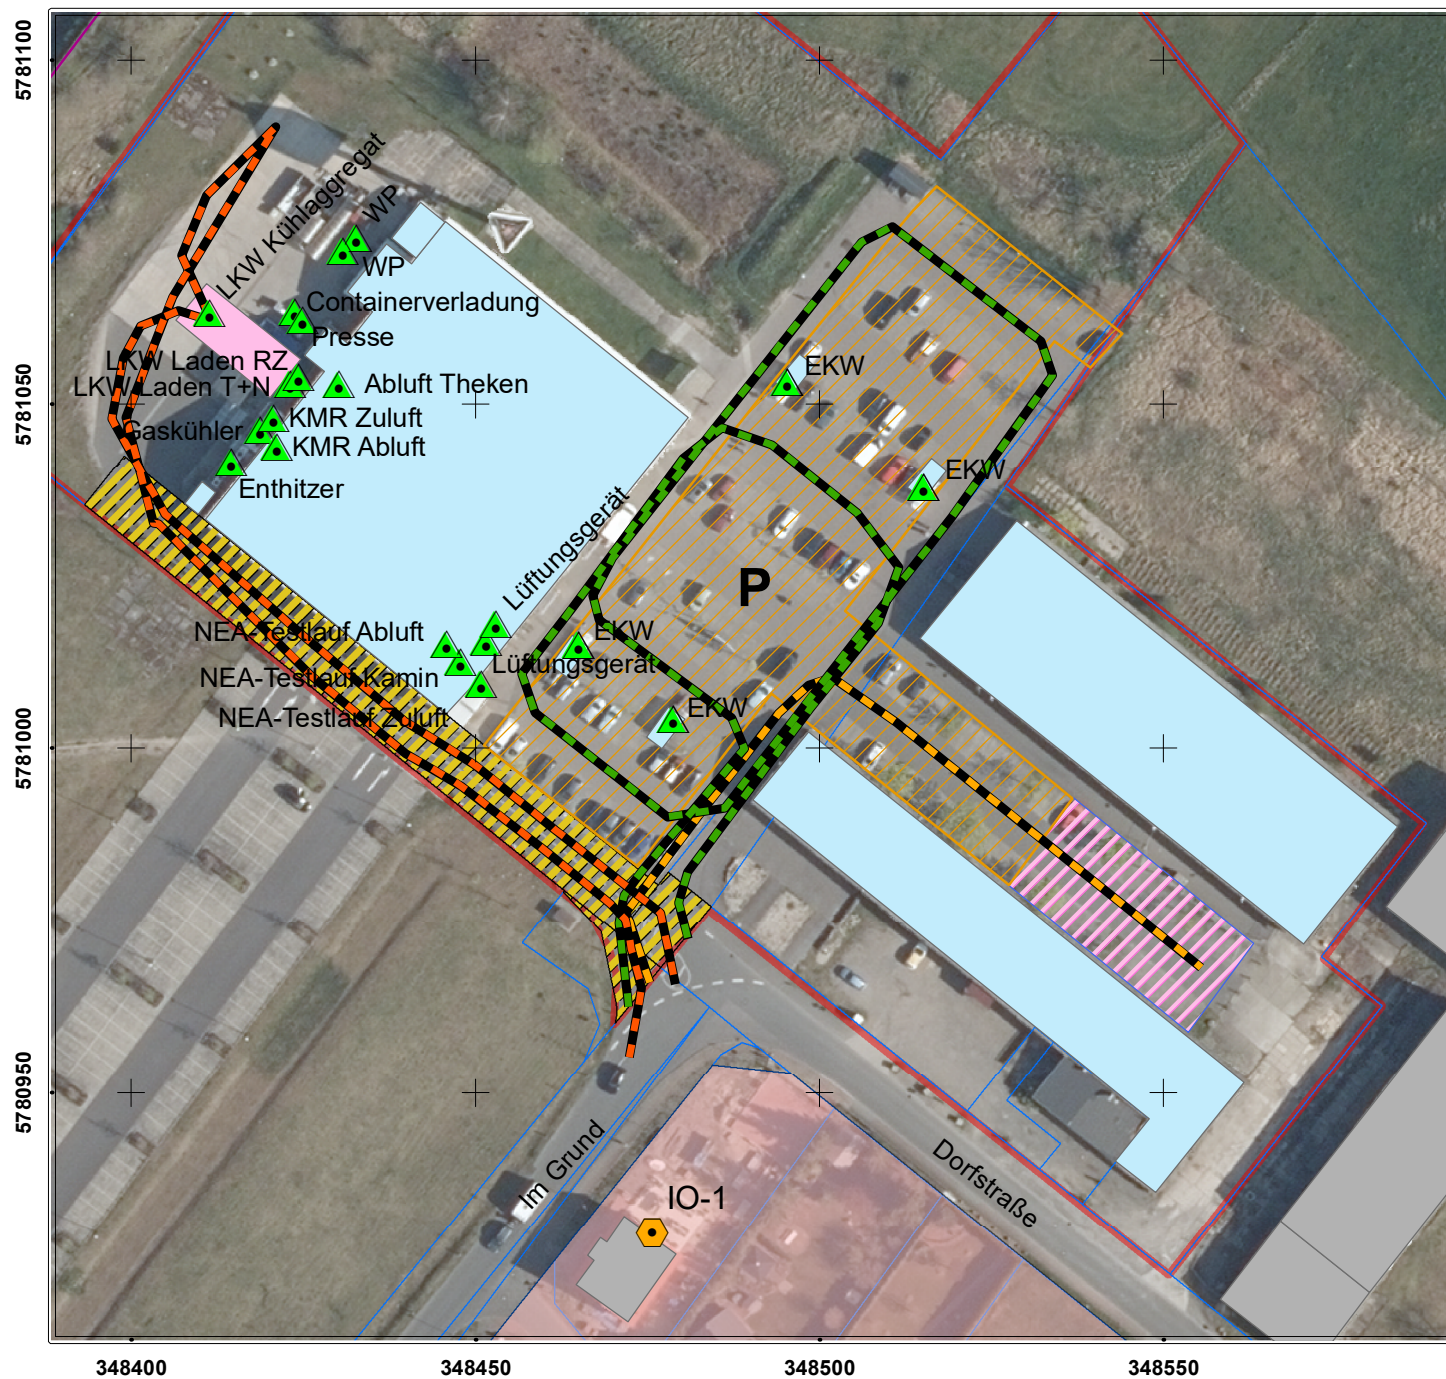 5781100
LKW Kühlaggregat
WP
WP
Containerverladung
Presse
LKW Laden RZ
LKW Laden T+N
Abluft Theken
5781050
KMR Zuluft
Gaskühler
KMR Abluft
Enthitzer
EKW
EKW
Lüftungsgerät
P
NEA-Testlauf Abluft
EKW
Lüftungsgerät
NEA-Testlauf Kamin
EKW
NEA-Testlauf Zuluft
5781000
5780950
Im Grund
Dorfstraße
IO-1
348400
348450
348500
348550